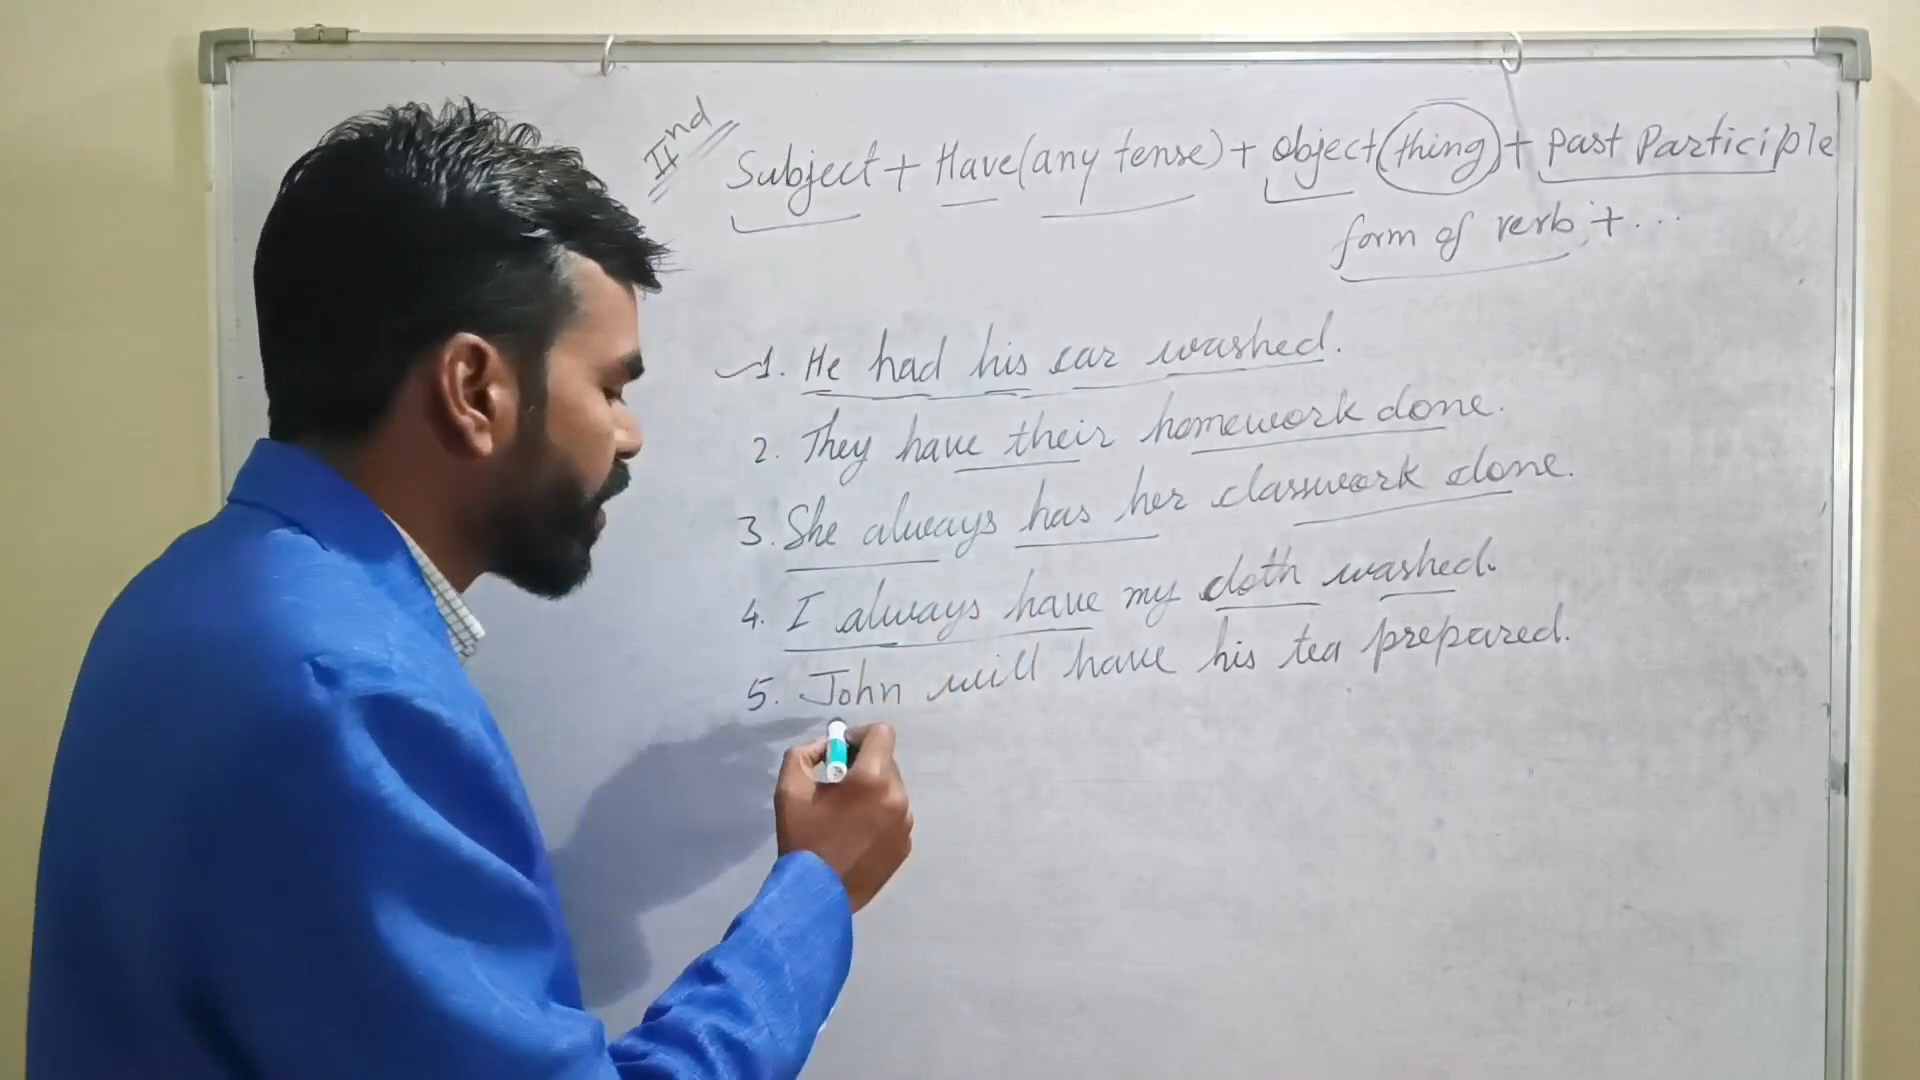 IInd
Subject + Have (any tense) + object (thing) + Past Participle
form of verb + ...
1. He had his car washed.
2. They have their homework done.
3. She always has her classwork done.
4. I always have my cloth washed.
5. John will have his tea prepared.